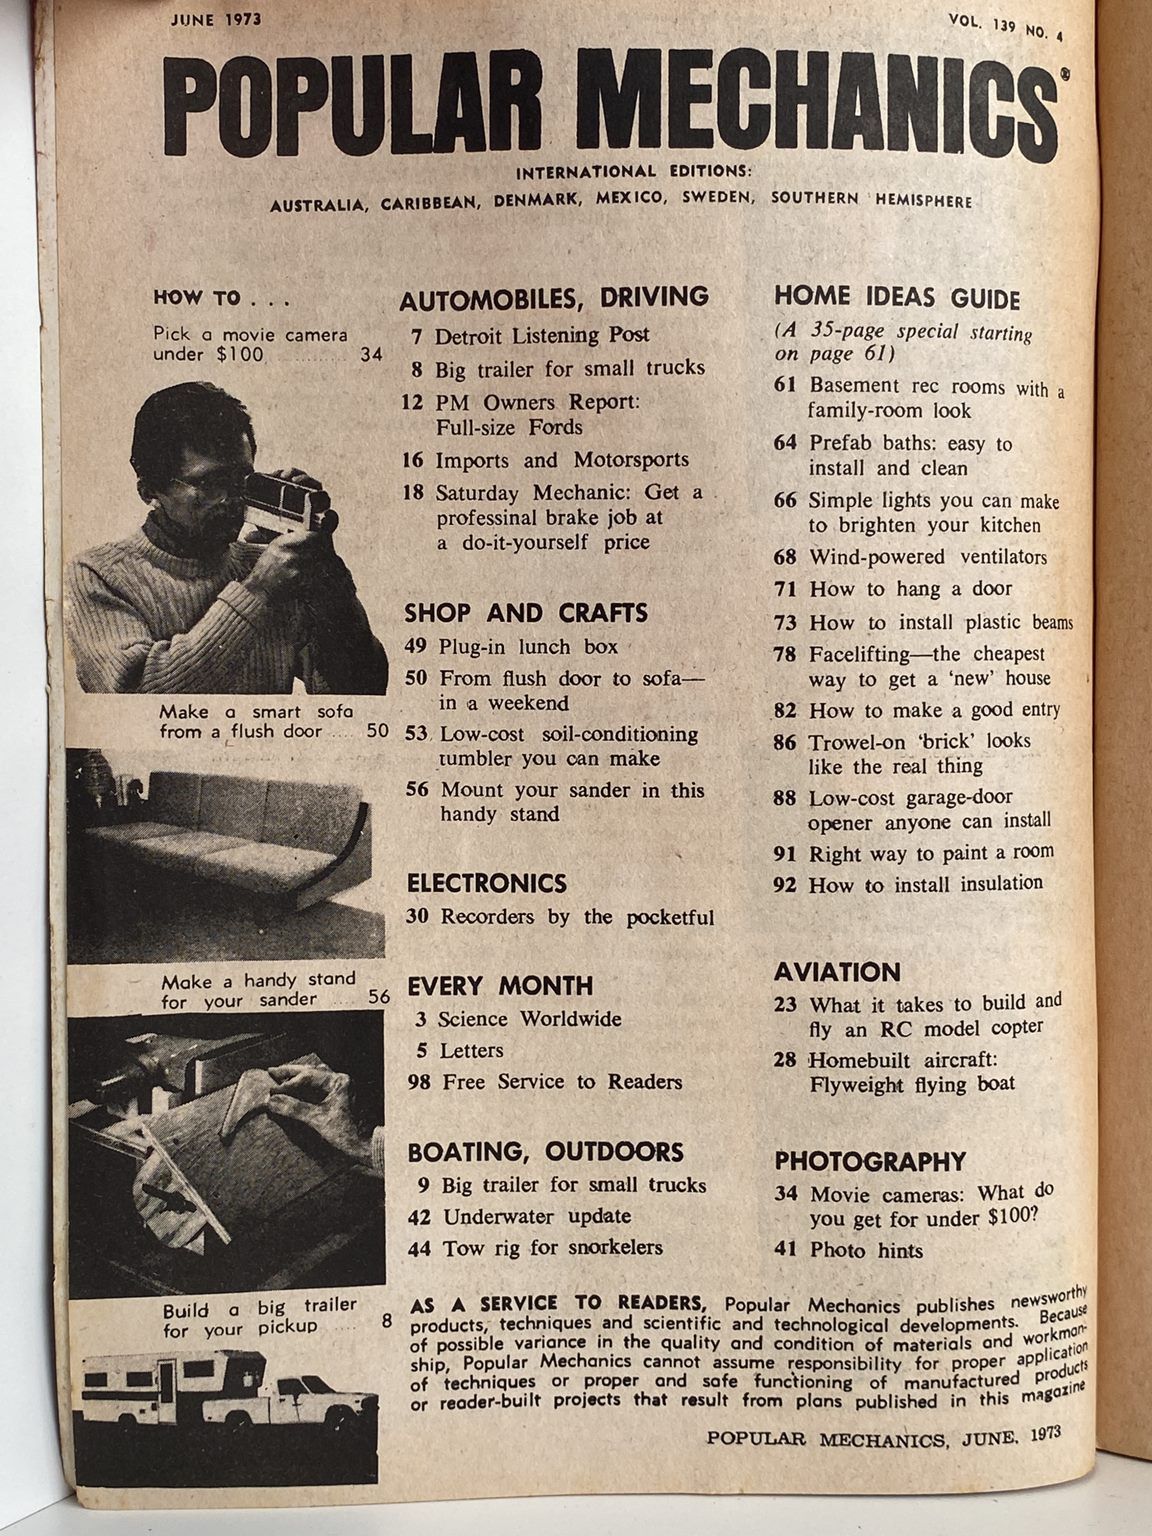 JUNE 1973
VOL. 139 NO. 4
POPULAR MECHANICS®
INTERNATIONAL EDITIONS:
AUSTRALIA, CARIBBEAN, DENMARK, MEXICO, SWEDEN, SOUTHERN HEMISPHERE
HOW TO . . .
Pick a movie camera
under $100 ......... 34
Make a smart sofa
from a flush door .... 50
Make a handy stand
for your sander .... 56
Build a big trailer
for your pickup ..... 8
AUTOMOBILES, DRIVING
7 Detroit Listening Post
8 Big trailer for small trucks
12 PM Owners Report:
Full-size Fords
16 Imports and Motorsports
18 Saturday Mechanic: Get a
professinal brake job at
a do-it-yourself price
SHOP AND CRAFTS
49 Plug-in lunch box
50 From flush door to sofa—
in a weekend
53 Low-cost soil-conditioning
tumbler you can make
56 Mount your sander in this
handy stand
ELECTRONICS
30 Recorders by the pocketful
EVERY MONTH
3 Science Worldwide
5 Letters
98 Free Service to Readers
BOATING, OUTDOORS
9 Big trailer for small trucks
42 Underwater update
44 Tow rig for snorkelers
HOME IDEAS GUIDE
(A 35-page special starting
on page 61)
61 Basement rec rooms with a
family-room look
64 Prefab baths: easy to
install and clean
66 Simple lights you can make
to brighten your kitchen
68 Wind-powered ventilators
71 How to hang a door
73 How to install plastic beams
78 Facelifting—the cheapest
way to get a ‘new’ house
82 How to make a good entry
86 Trowel-on ‘brick’ looks
like the real thing
88 Low-cost garage-door
opener anyone can install
91 Right way to paint a room
92 How to install insulation
AVIATION
23 What it takes to build and
fly an RC model copter
28 Homebuilt aircraft:
Flyweight flying boat
PHOTOGRAPHY
34 Movie cameras: What do
you get for under $100?
41 Photo hints
AS A SERVICE TO READERS, Popular Mechanics publishes newsworthy
products, techniques and scientific and technological developments. Because
of possible variance in the quality and condition of materials and workman-
ship, Popular Mechanics cannot assume responsibility for proper application
of techniques or proper and safe functioning of manufactured products
or reader-built projects that result from plans published in this magazine
POPULAR MECHANICS, JUNE, 1973